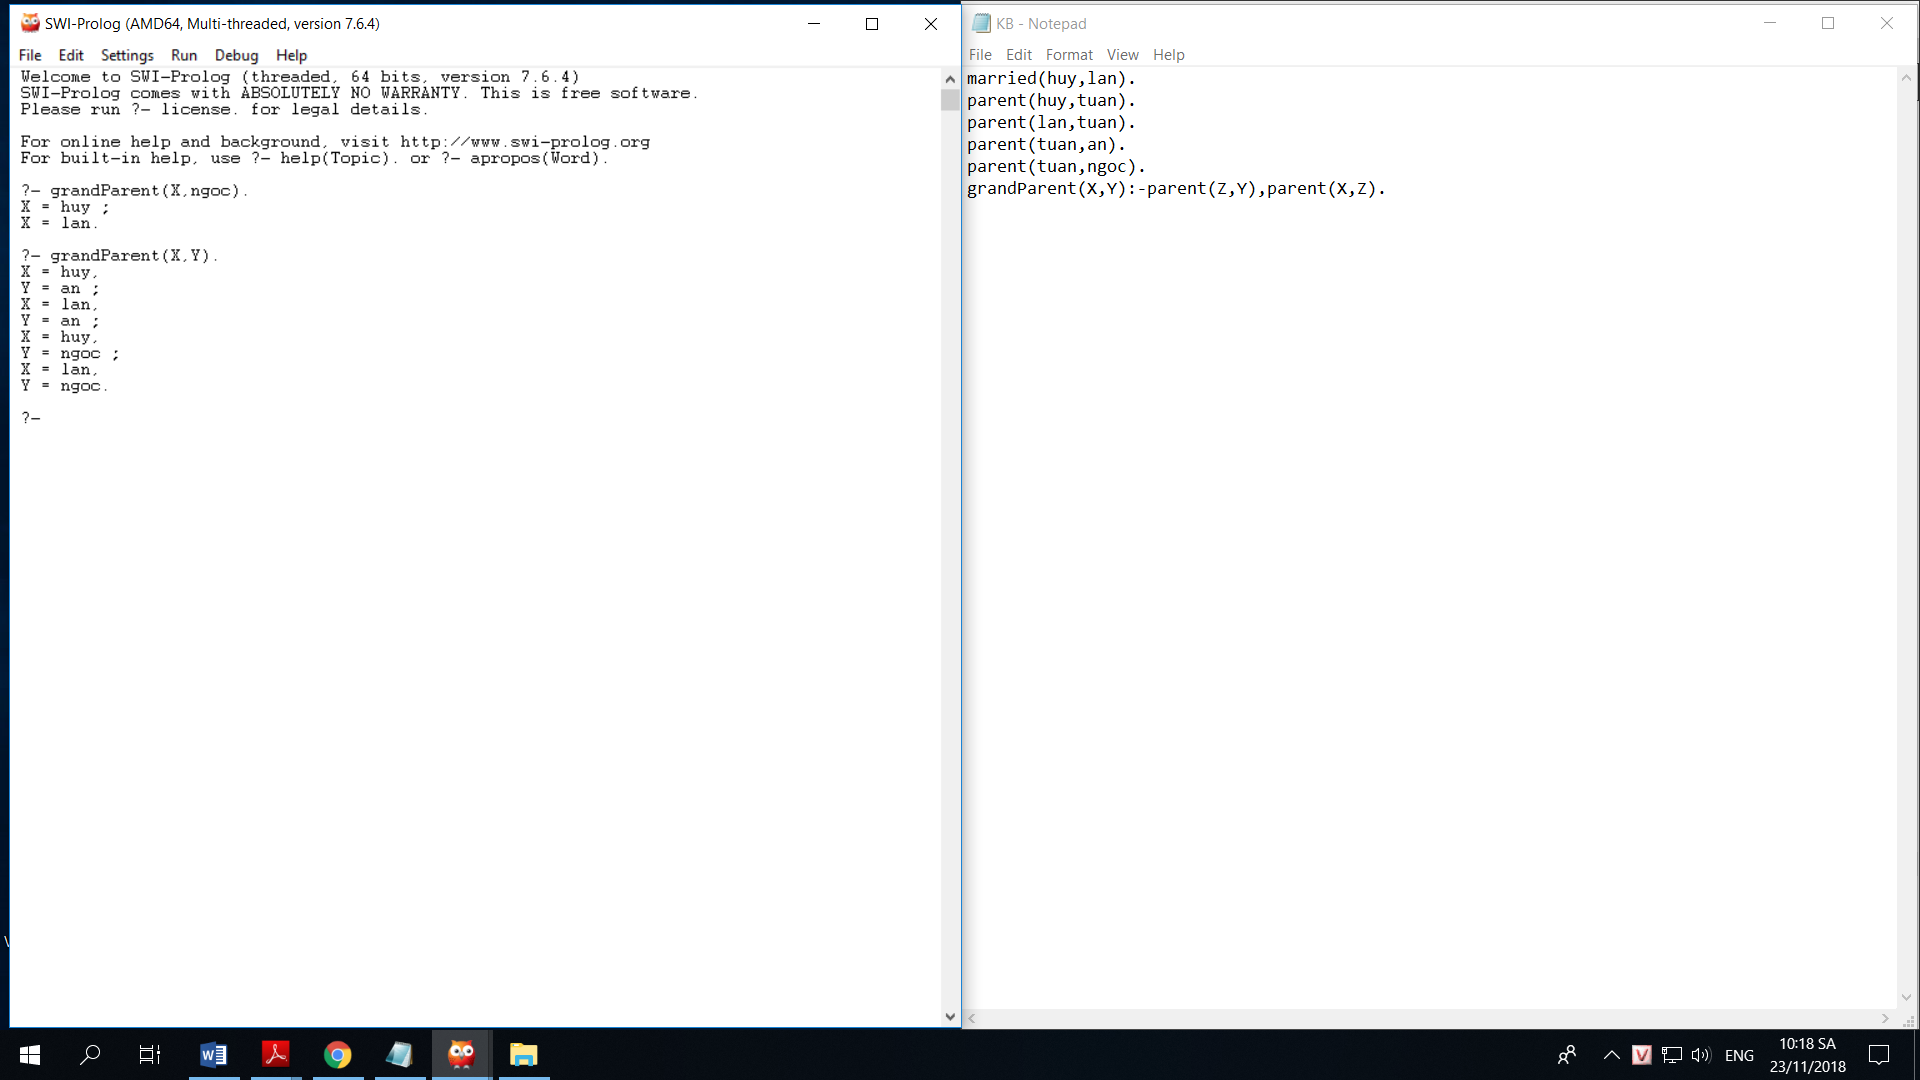 SWI-Prolog (AMD64, Multi-threaded, version 7.6.4)
File Edit Settings Run Debug Help
Welcome to SWI-Prolog (threaded, 64 bits, version 7.6.4)
SWI-Prolog comes with ABSOLUTELY NO WARRANTY. This is free software.
Please run ?- license. for legal details.
For online help and background, visit http://www.swi-prolog.org
For built-in help, use ?- help(Topic). or ?- apropos(Word).
?- grandParent(X,ngoc).
X = huy ;
X = lan.
?- grandParent(X,Y).
X = huy,
Y = an ;
X = lan,
Y = an ;
X = huy,
Y = ngoc ;
X = lan,
Y = ngoc.
?-
KB - Notepad
File Edit Format View Help
married(huy,lan).
parent(huy,tuan).
parent(lan,tuan).
parent(tuan,an).
parent(tuan,ngoc).
grandParent(X,Y):-parent(Z,Y),parent(X,Z).
ENG
10:18 SA
23/11/2018